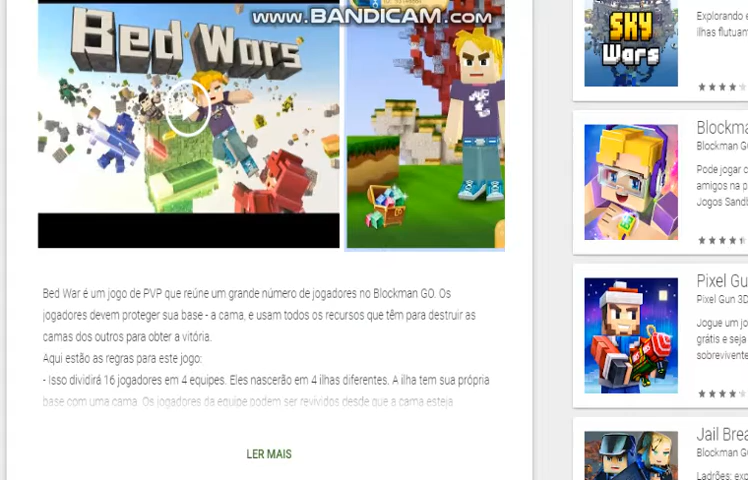 www.BANDICAM.com
Bed Wars
Bed War é um jogo de PVP que reúne um grande número de jogadores no Blockman GO. Os
jogadores devem proteger sua base - a cama, e usam todos os recursos que têm para destruir as
camas dos outros para obter a vitória.
Aqui estão as regras para este jogo:
- Isso dividirá 16 jogadores em 4 equipes. Eles nascerão em 4 ilhas diferentes. A ilha tem sua própria
base com uma cama. Os jogadores da equipe podem ser revividos desde que a cama esteja
LER MAIS
SKY
WARS
Explorando e
ilhas flutuan
Blockma
Blockman GO
Pode jogar c
amigos na p
Jogos Sandb
Pixel Gu
Pixel Gun 3D
Jogue um jo
grátis e seja
sobrevivente
Jail Brea
Blockman GO
Ladrões: exp